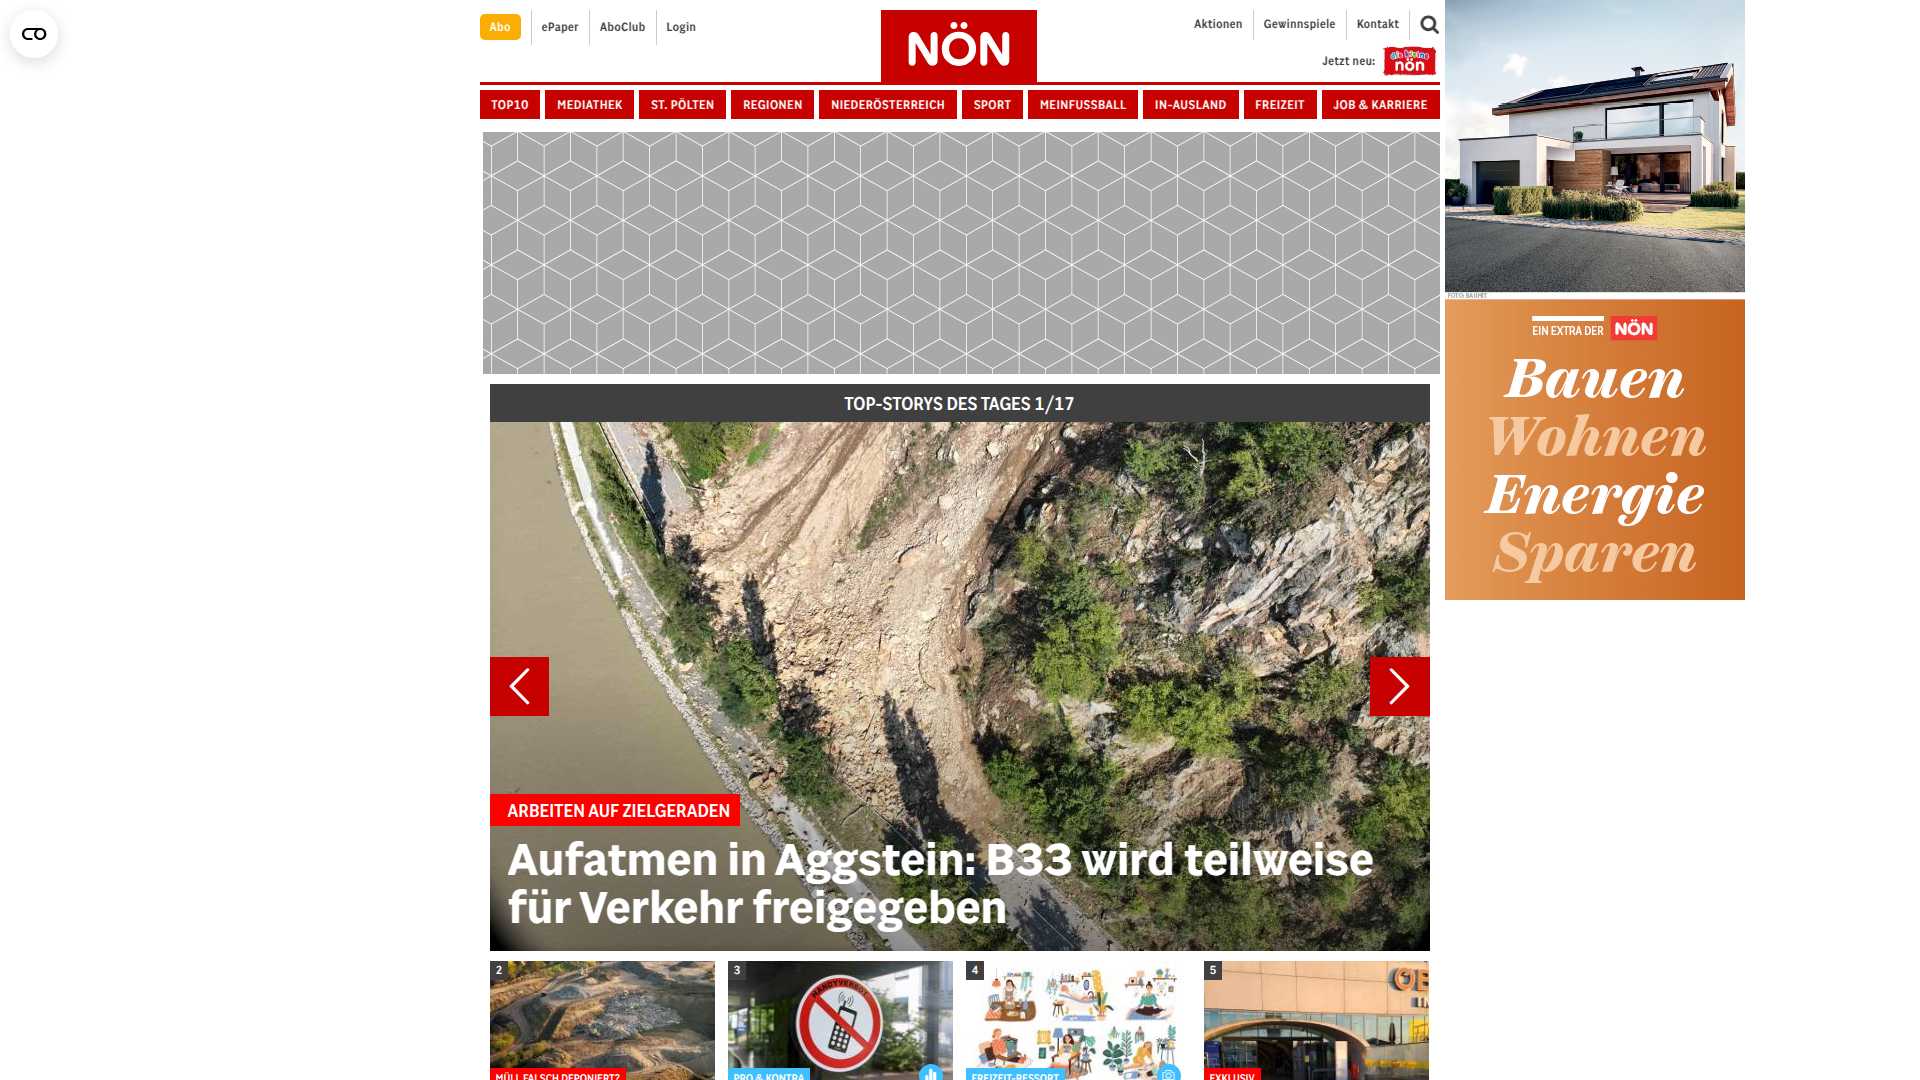 Abo
ePaper
AboClub
Login
NÖN
Aktionen
Gewinnspiele
Kontakt
Jetzt neu:
die kleine
nön
TOP10
MEDIATHEK
ST. PÖLTEN
REGIONEN
NIEDERÖSTERREICH
SPORT
MEINFUSSBALL
IN-AUSLAND
FREIZEIT
JOB & KARRIERE
FOTO: BAUMIT
EIN EXTRA DER NÖN
Bauen
Wohnen
Energie
Sparen
TOP-STORYS DES TAGES 1/17
ARBEITEN AUF ZIELGERADEN
Aufatmen in Aggstein: B33 wird teilweise
für Verkehr freigegeben
2
MÜLL FALSCH DEPONIERT?
3
HANDYVERBOT
PRO & KONTRA
4
FREIZEIT-RESSORT
5
EXKLUSIV